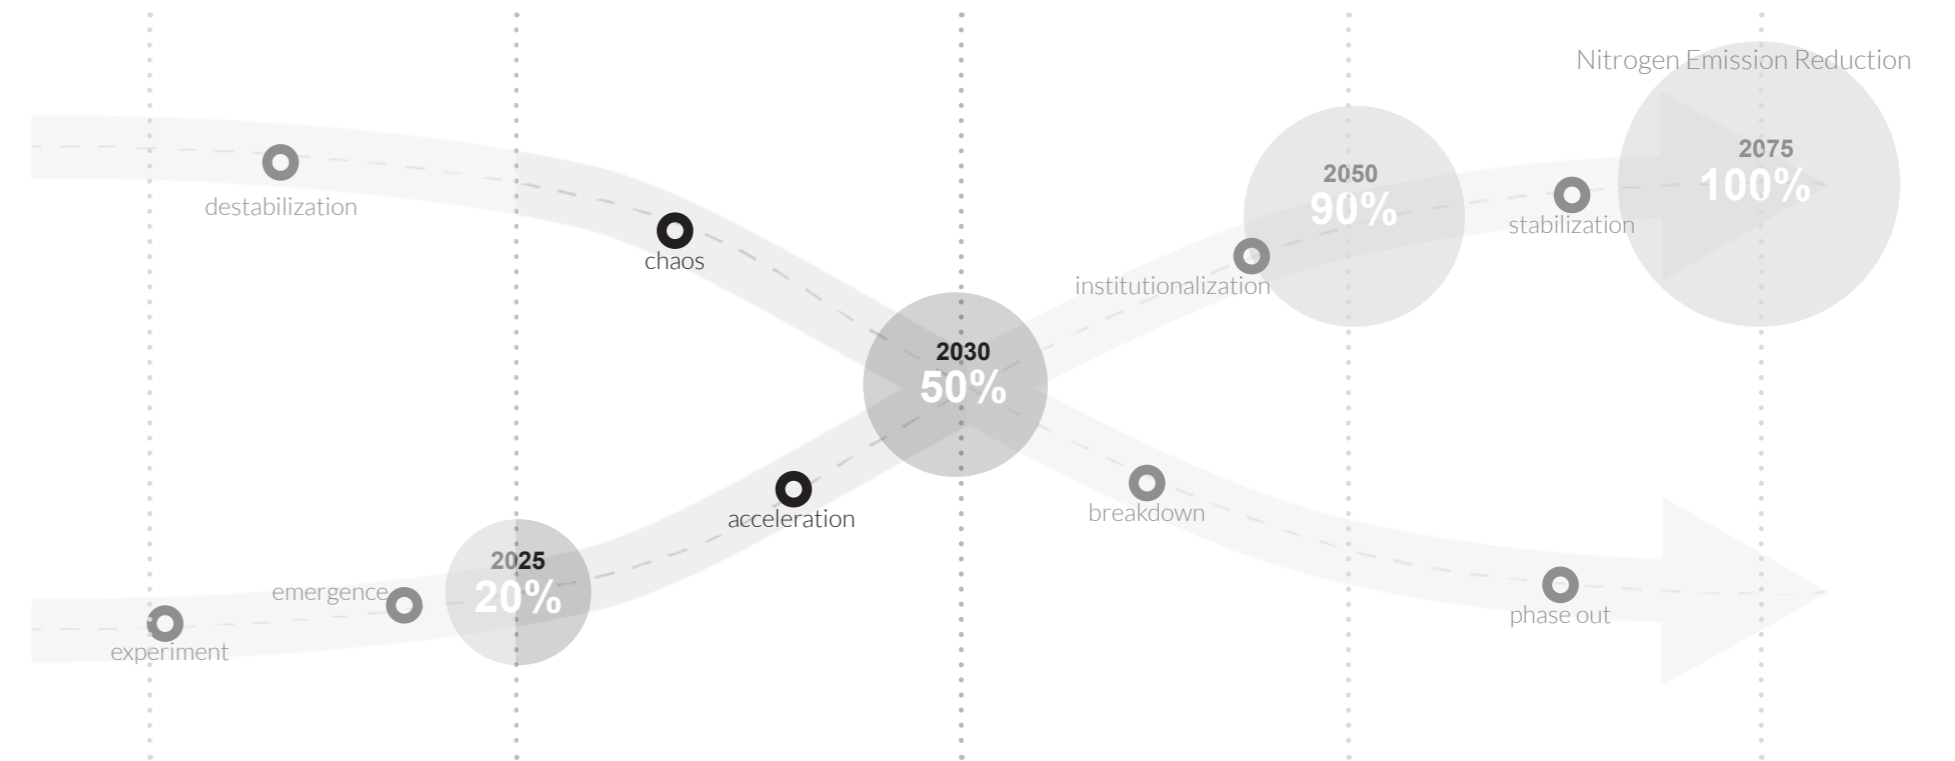 Nitrogen Emission Reduction
destabilization
chaos
2030
50%
2050
90%
institutionalization
2075
100%
stabilization
experiment
emergence
2025
20%
acceleration
breakdown
phase out